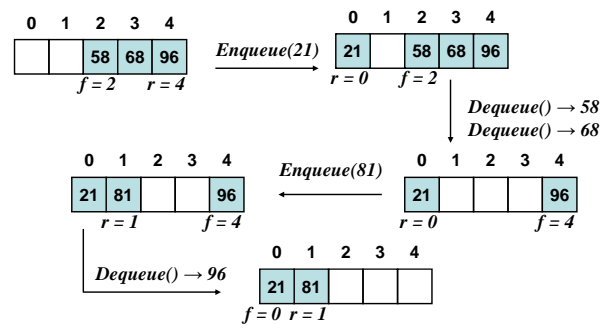 0 1 2 3 4
58 68 96
f = 2 r = 4
Enqueue(21)
0 1 2 3 4
21 58 68 96
r = 0 f = 2
Dequeue() → 58
Dequeue() → 68
0 1 2 3 4
21 96
r = 0 f = 4
Enqueue(81)
0 1 2 3 4
21 81 96
r = 1 f = 4
Dequeue() → 96
0 1 2 3 4
21 81
f = 0 r = 1